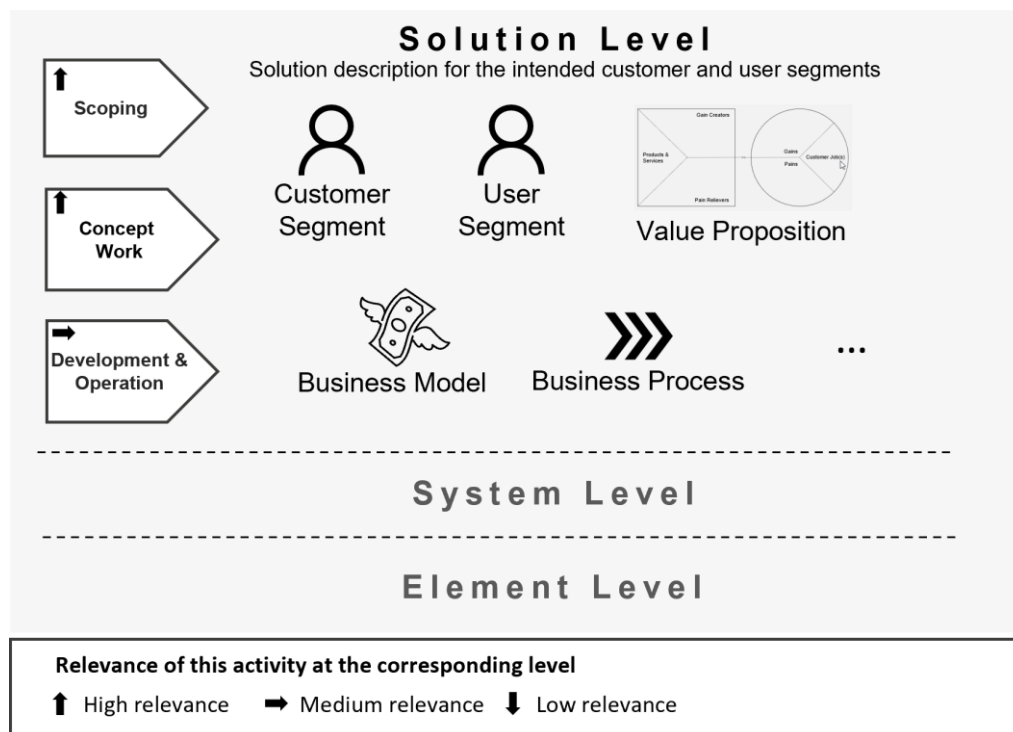 Solution Level
Solution description for the intended customer and user segments
Scoping
Concept
Work
Development &
Operation
Customer
Segment
User
Segment
Gain Creators
Products &
Services
Pain Relievers
Gains
Pains
Customer Job(s)
Value Proposition
Business Model
Business Process
...
System Level
Element Level
Relevance of this activity at the corresponding level
High relevance
Medium relevance
Low relevance